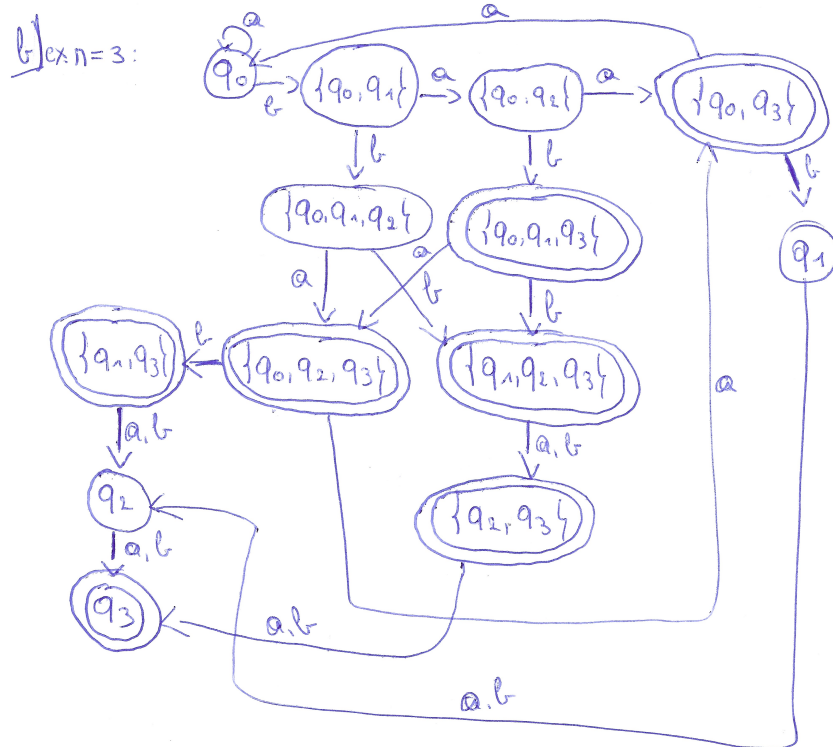 b) ex n=3:
a
a
q0
b
{q0,q1}
a
{q0,q2}
a
{q0,q3}
b
b
b
{q0,q1,q2}
{q0,q1,q3}
q1
a
a
b
b
{q1,q3}
b
{q0,q2,q3}
{q1,q2,q3}
a
a,b
a,b
q2
{q2,q3}
a,b
q3
a,b
a,b